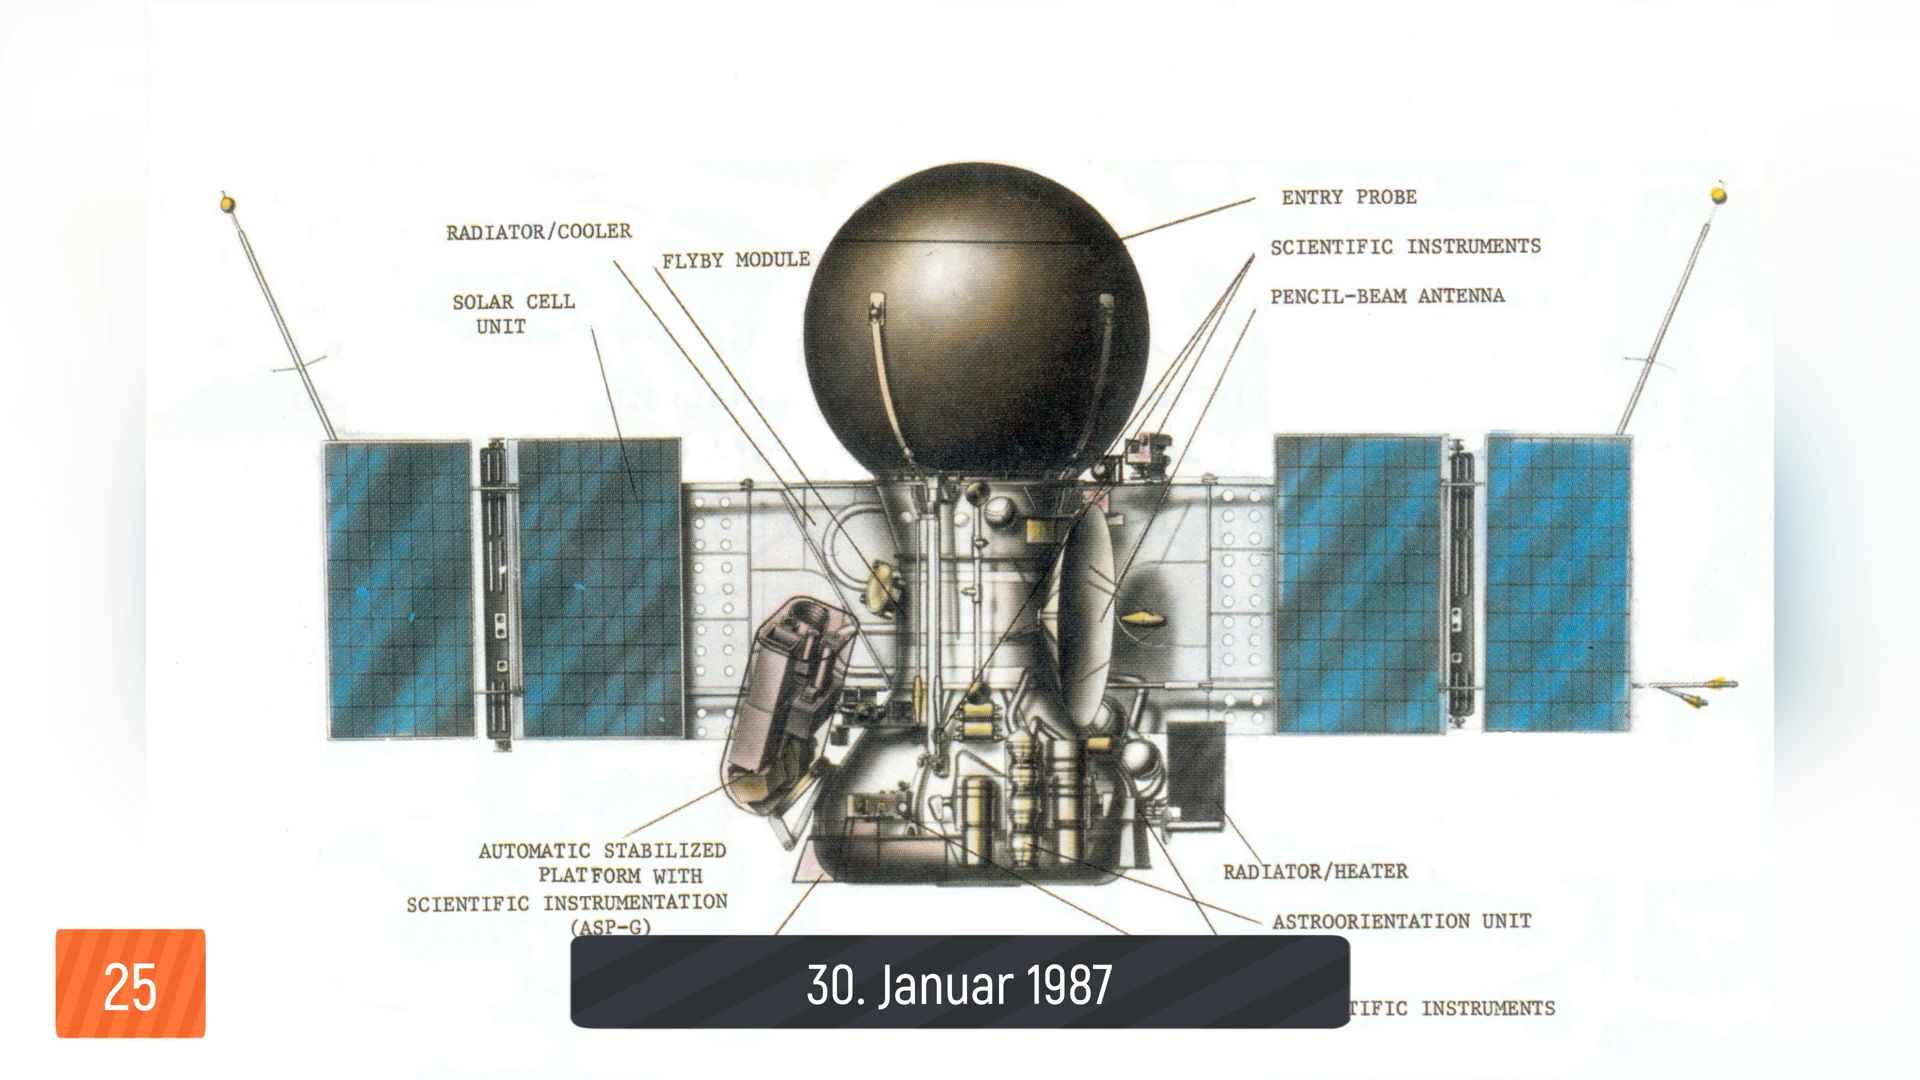 ENTRY PROBE
RADIATOR/COOLER
SCIENTIFIC INSTRUMENTS
FLYBY MODULE
PENCIL-BEAM ANTENNA
SOLAR CELL
UNIT
AUTOMATIC STABILIZED
PLATFORM WITH
SCIENTIFIC INSTRUMENTATION
(ASP-G)
RADIATOR/HEATER
ASTROORIENTATION UNIT
25
30. Januar 1987
TIFIC INSTRUMENTS